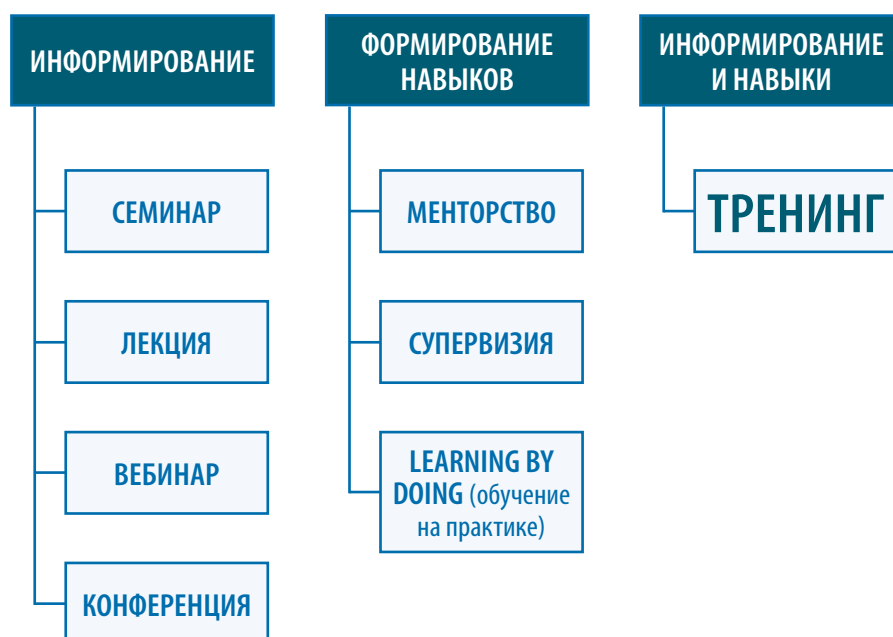 ИНФОРМИРОВАНИЕ
СЕМИНАР
ЛЕКЦИЯ
ВЕБИНАР
КОНФЕРЕНЦИЯ
ФОРМИРОВАНИЕ
НАВЫКОВ
МЕНТОРСТВО
СУПЕРВИЗИЯ
LEARNING BY
DOING (обучение
на практике)
ИНФОРМИРОВАНИЕ
И НАВЫКИ
ТРЕНИНГ